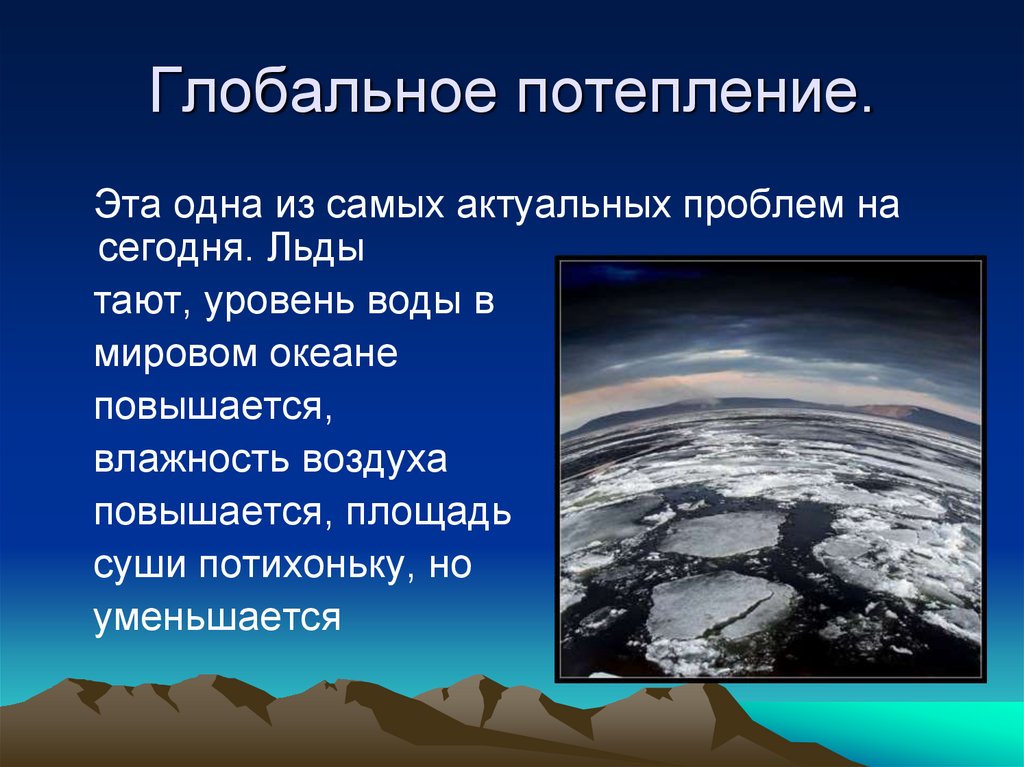 Глобальное потепление.
Эта одна из самых актуальных проблем на
сегодня. Льды
тают, уровень воды в
мировом океане
повышается,
влажность воздуха
повышается, площадь
суши потихоньку, но
уменьшается